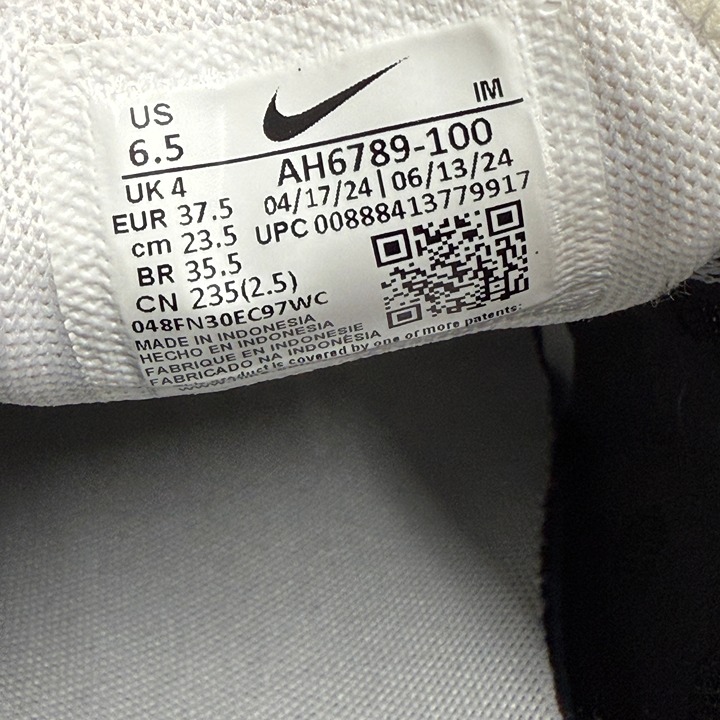 US
6.5
IM
AH6789-100
UK 4
04/17/24 | 06/13/24
EUR 37.5
UPC 00888413779917
cm 23.5
BR 35.5
CN 235(2.5)
048FN30EC97WC
MADE IN INDONESIA
HECHO EN INDONESIA
FABRIQUE EN INDONESIE
FABRICADO NA INDONÉSIA
is covered by one or more patents: